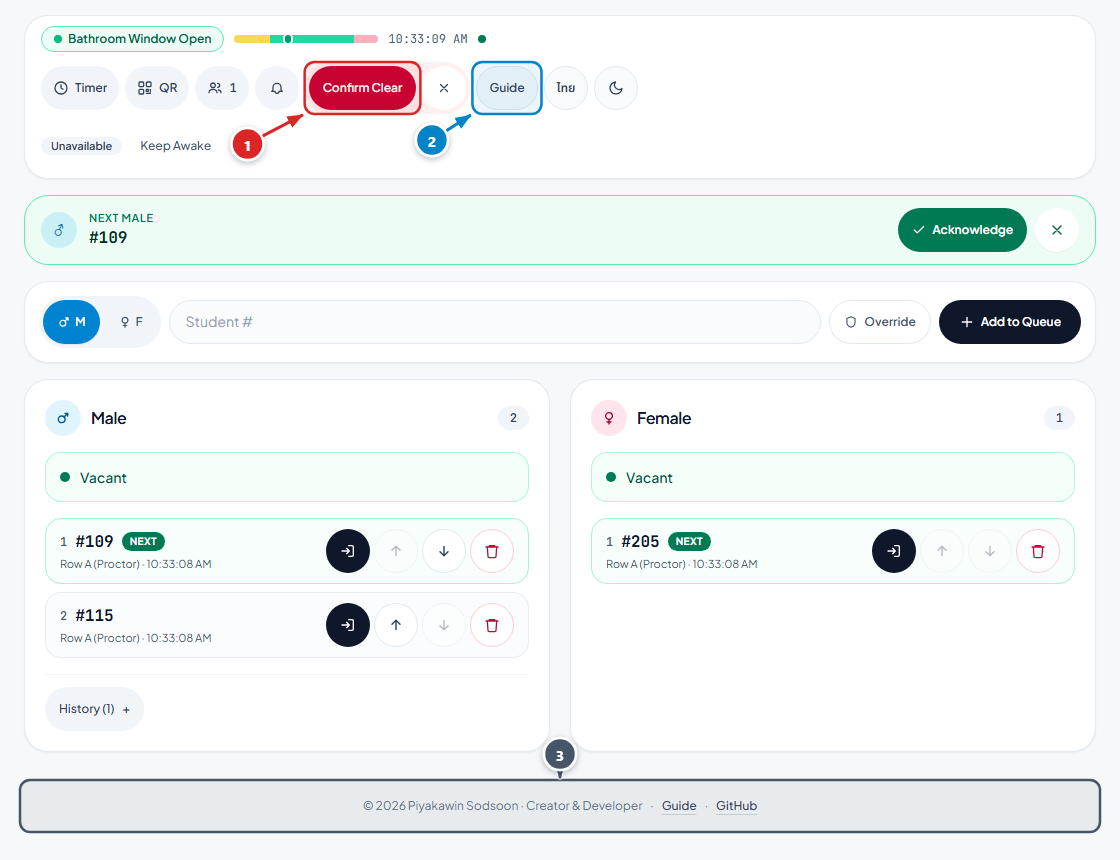 Bathroom Window Open 10:33:09 AM
Timer QR 1 Confirm Clear Guide ไทย
1 2
Unavailable Keep Awake
NEXT MALE
#109
Acknowledge
M F Student # Override Add to Queue
Male 2
Vacant
1 #109 NEXT
Row A (Proctor) · 10:33:08 AM
2 #115
Row A (Proctor) · 10:33:08 AM
History (1) +
Female 1
Vacant
1 #205 NEXT
Row A (Proctor) · 10:33:08 AM
3
© 2026 Piyakawin Sodsoon · Creator & Developer · Guide · GitHub